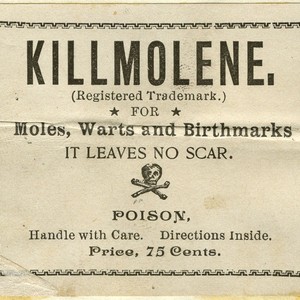 KILLMOLENE.
(Registered Trademark.)
★ FOR ★
Moles, Warts and Birthmarks
IT LEAVES NO SCAR.
POISON.
Handle with Care. Directions Inside.
Price, 75 Cents.